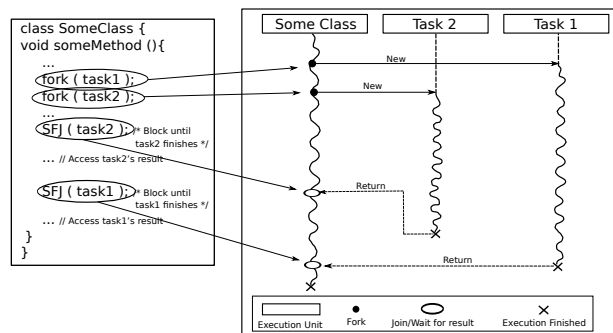 class SomeClass {
void someMethod (){
...
fork ( task1 );
fork ( task2 );
...
SFJ ( task2 ); /* Block until
task2 finishes */
... // Access task2's result
SFJ ( task1 ); /* Block until
task1 finishes */
... // Access task1's result
}
}
Some Class
Task 2
Task 1
New
New
Return
Return
Execution Unit
Fork
Join/Wait for result
Execution Finished